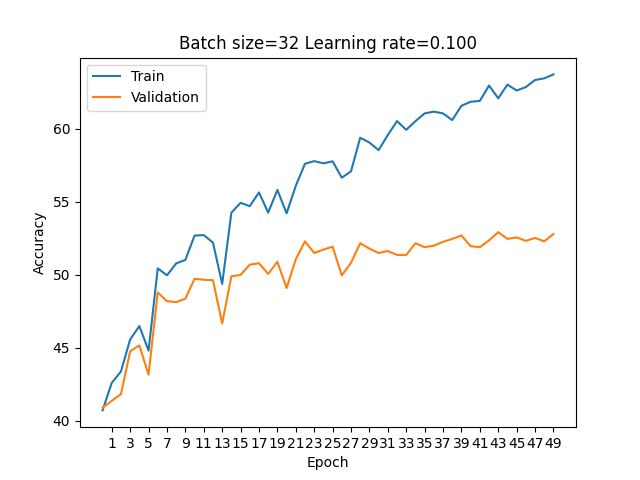 Batch size=32 Learning rate=0.100
Train
Validation
60
55
50
45
40
Accuracy
1 3 5 7 9 11 13 15 17 19 21 23 25 27 29 31 33 35 37 39 41 43 45 47 49
Epoch